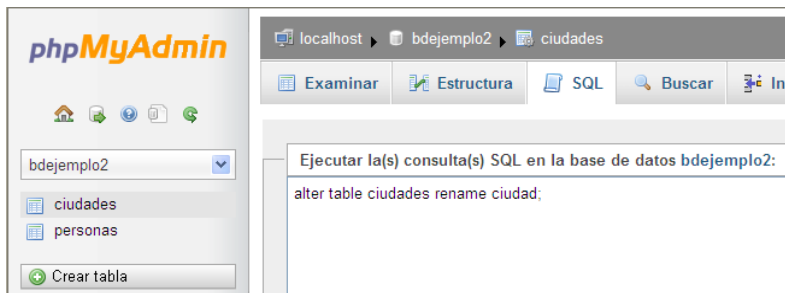 phpMyAdmin
localhost bdejemplo2 ciudades
Examinar Estructura SQL Buscar In
bdejemplo2
ciudades
personas
Crear tabla
Ejecutar la(s) consulta(s) SQL en la base de datos bdejemplo2:
alter table ciudades rename ciudad;